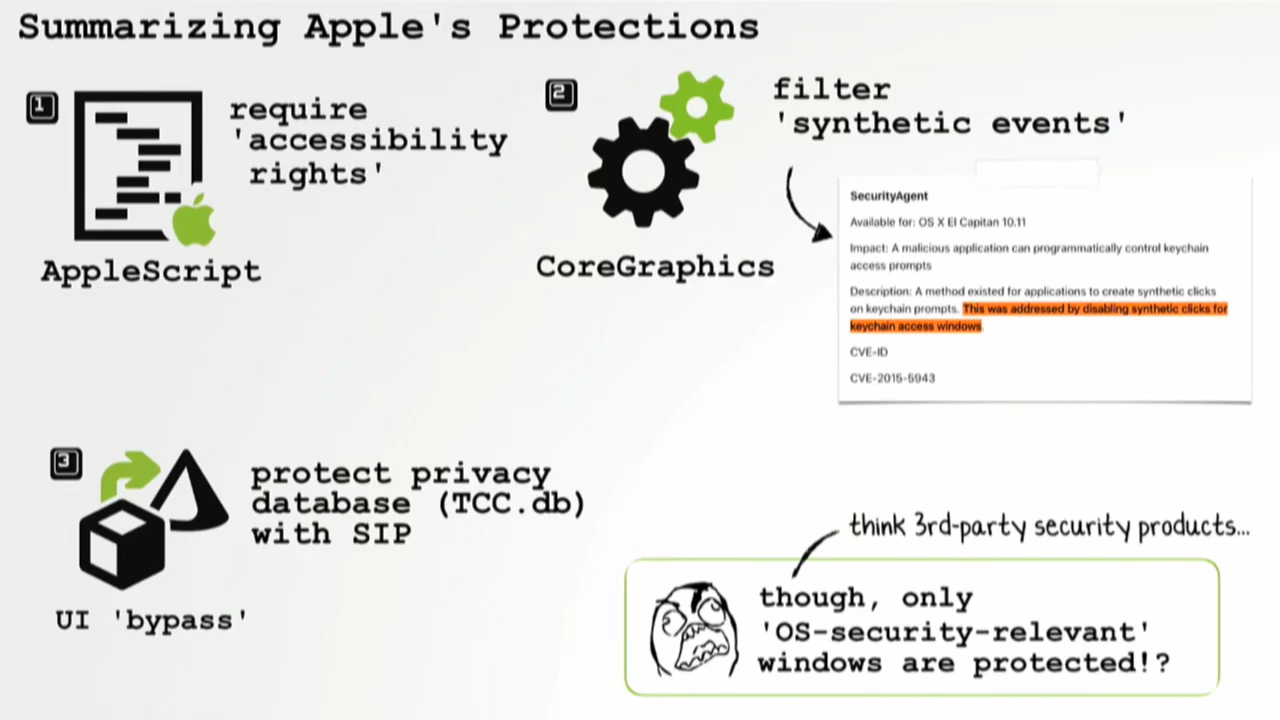 Summarizing Apple's Protections
1
require
'accessibility
rights'
AppleScript
2
filter
'synthetic events'
CoreGraphics
SecurityAgent
Available for: OS X El Capitan 10.11
Impact: A malicious application can programmatically control keychain
access prompts
Description: A method existed for applications to create synthetic clicks
on keychain prompts. This was addressed by disabling synthetic clicks for
keychain access windows.
CVE-ID
CVE-2015-5943
3
protect privacy
database (TCC.db)
with SIP
UI 'bypass'
think 3rd-party security products...
though, only
'OS-security-relevant'
windows are protected!?